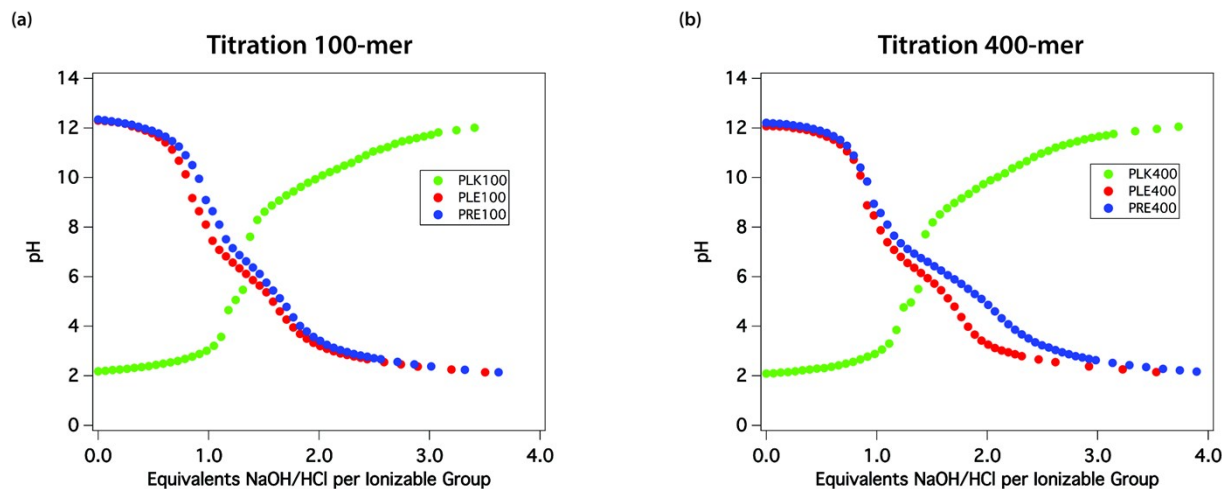 (a)
Titration 100-mer
14
12
10
8
6
4
2
0
pH
PLK100
PLE100
PRE100
0.0 1.0 2.0 3.0 4.0
Equivalents NaOH/HCl per Ionizable Group
(b)
Titration 400-mer
14
12
10
8
6
4
2
0
pH
PLK400
PLE400
PRE400
0.0 1.0 2.0 3.0 4.0
Equivalents NaOH/HCl per Ionizable Group